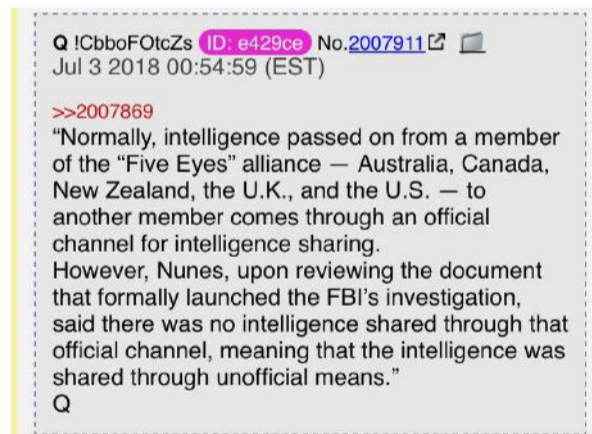 Q !CbboFOtcZs ID: e429ce No.2007911
Jul 3 2018 00:54:59 (EST)
>>2007869
“Normally, intelligence passed on from a member
of the “Five Eyes” alliance — Australia, Canada,
New Zealand, the U.K., and the U.S. — to
another member comes through an official
channel for intelligence sharing.
However, Nunes, upon reviewing the document
that formally launched the FBI’s investigation,
said there was no intelligence shared through that
official channel, meaning that the intelligence was
shared through unofficial means.”
Q